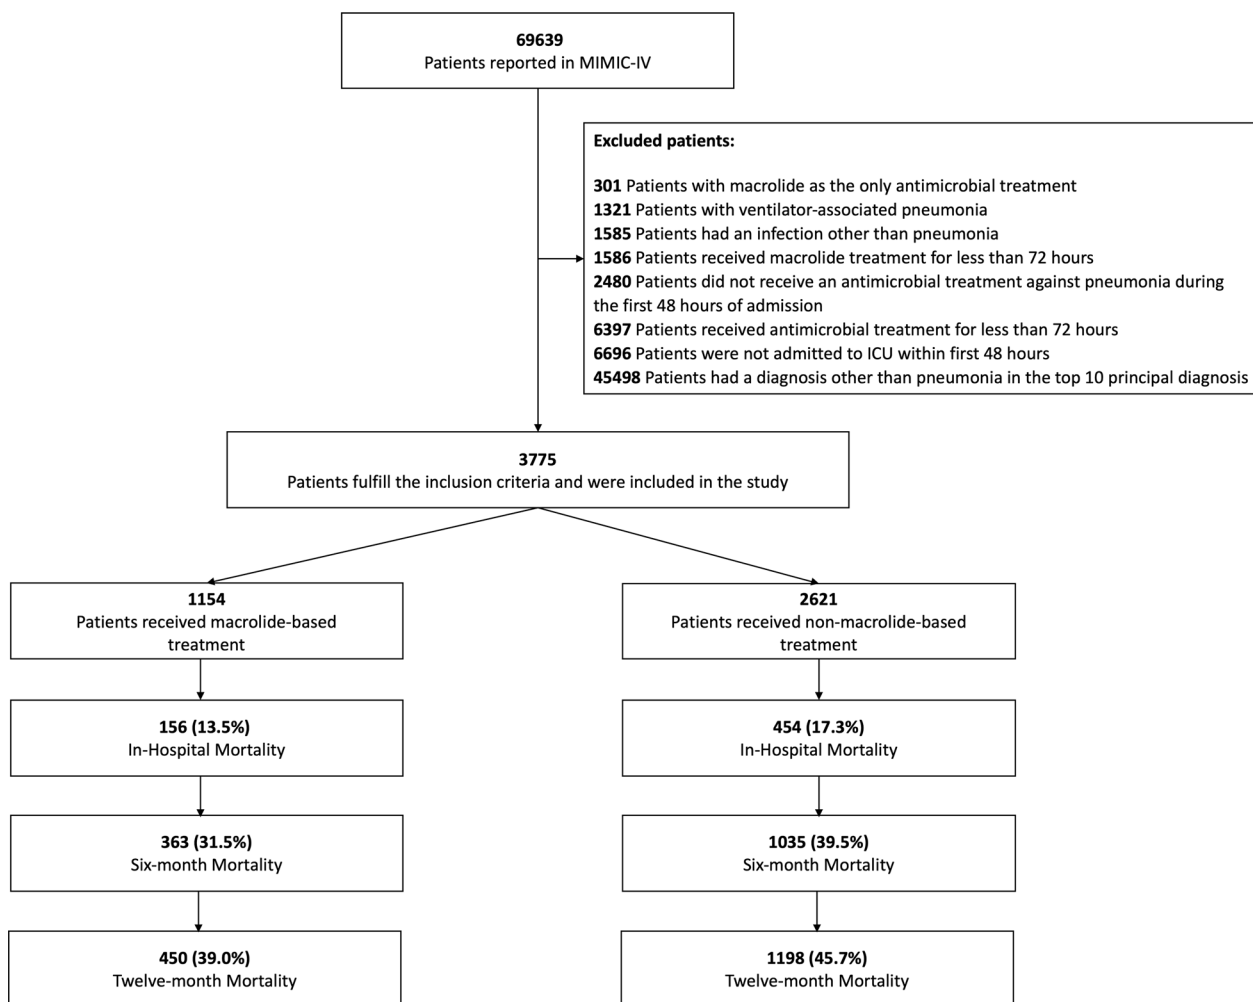 69639
Patients reported in MIMIC-IV
Excluded patients:
301 Patients with macrolide as the only antimicrobial treatment
1321 Patients with ventilator-associated pneumonia
1585 Patients had an infection other than pneumonia
1586 Patients received macrolide treatment for less than 72 hours
2480 Patients did not receive an antimicrobial treatment against pneumonia during
the first 48 hours of admission
6397 Patients received antimicrobial treatment for less than 72 hours
6696 Patients were not admitted to ICU within first 48 hours
45498 Patients had a diagnosis other than pneumonia in the top 10 principal diagnosis
3775
Patients fulfill the inclusion criteria and were included in the study
1154
Patients received macrolide-based
treatment
2621
Patients received non-macrolide-based
treatment
156 (13.5%)
In-Hospital Mortality
454 (17.3%)
In-Hospital Mortality
363 (31.5%)
Six-month Mortality
1035 (39.5%)
Six-month Mortality
450 (39.0%)
Twelve-month Mortality
1198 (45.7%)
Twelve-month Mortality